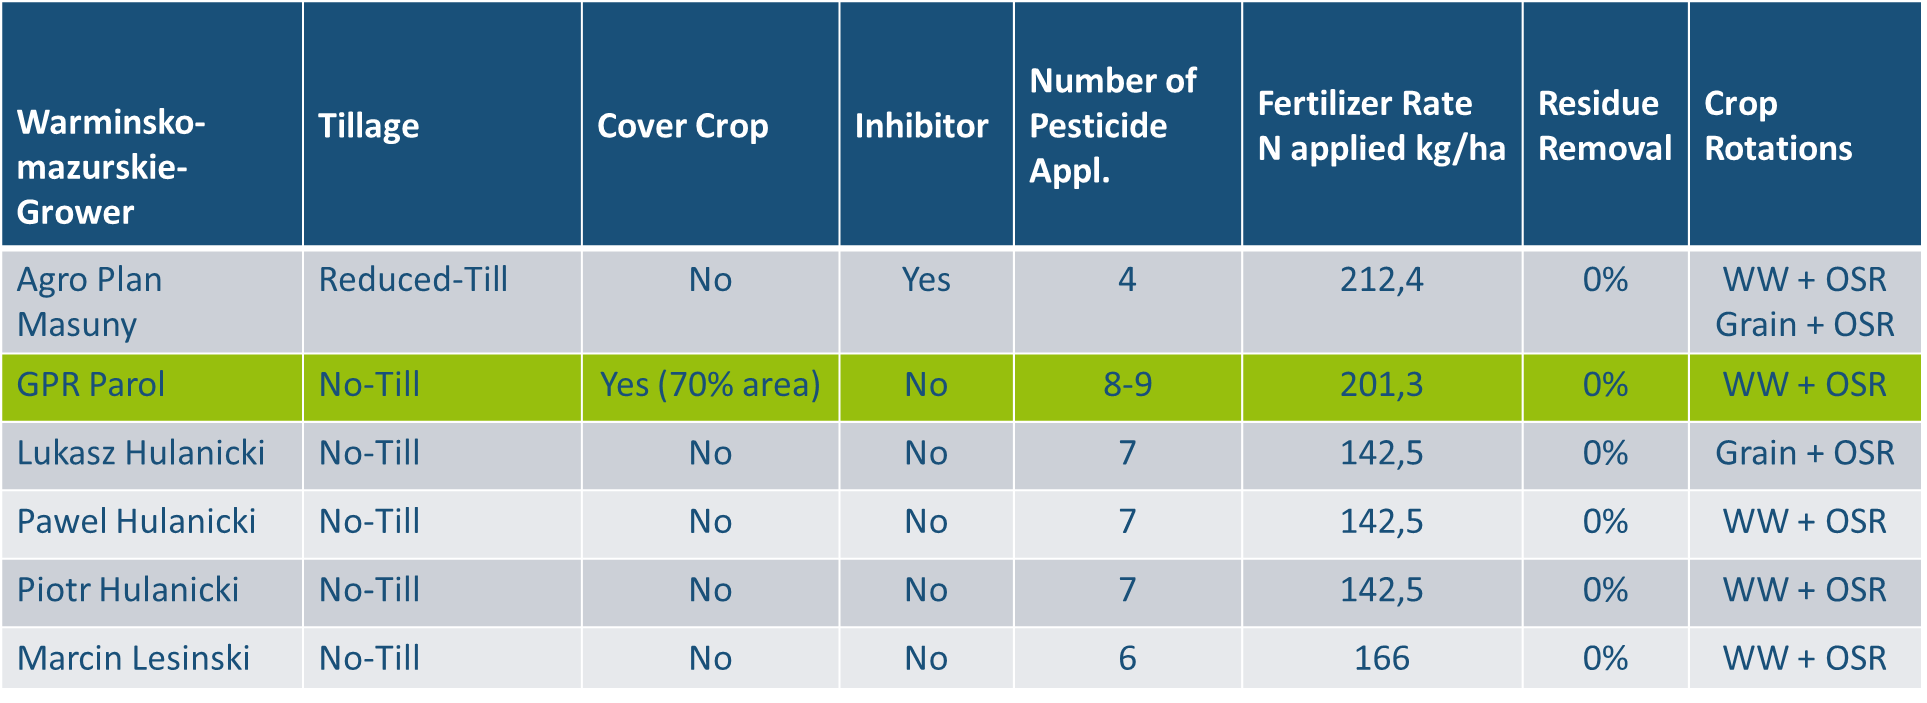 Warminsko-
mazurskie-
Grower
Tillage
Cover Crop
Inhibitor
Number of
Pesticide
Appl.
Fertilizer Rate
N applied kg/ha
Residue
Removal
Crop
Rotations
Agro Plan
Masuny
Reduced-Till
No
Yes
4
212,4
0%
WW + OSR
Grain + OSR
GPR Parol
No-Till
Yes (70% area)
No
8-9
201,3
0%
WW + OSR
Lukasz Hulanicki
No-Till
No
No
7
142,5
0%
Grain + OSR
Pawel Hulanicki
No-Till
No
No
7
142,5
0%
WW + OSR
Piotr Hulanicki
No-Till
No
No
7
142,5
0%
WW + OSR
Marcin Lesinski
No-Till
No
No
6
166
0%
WW + OSR